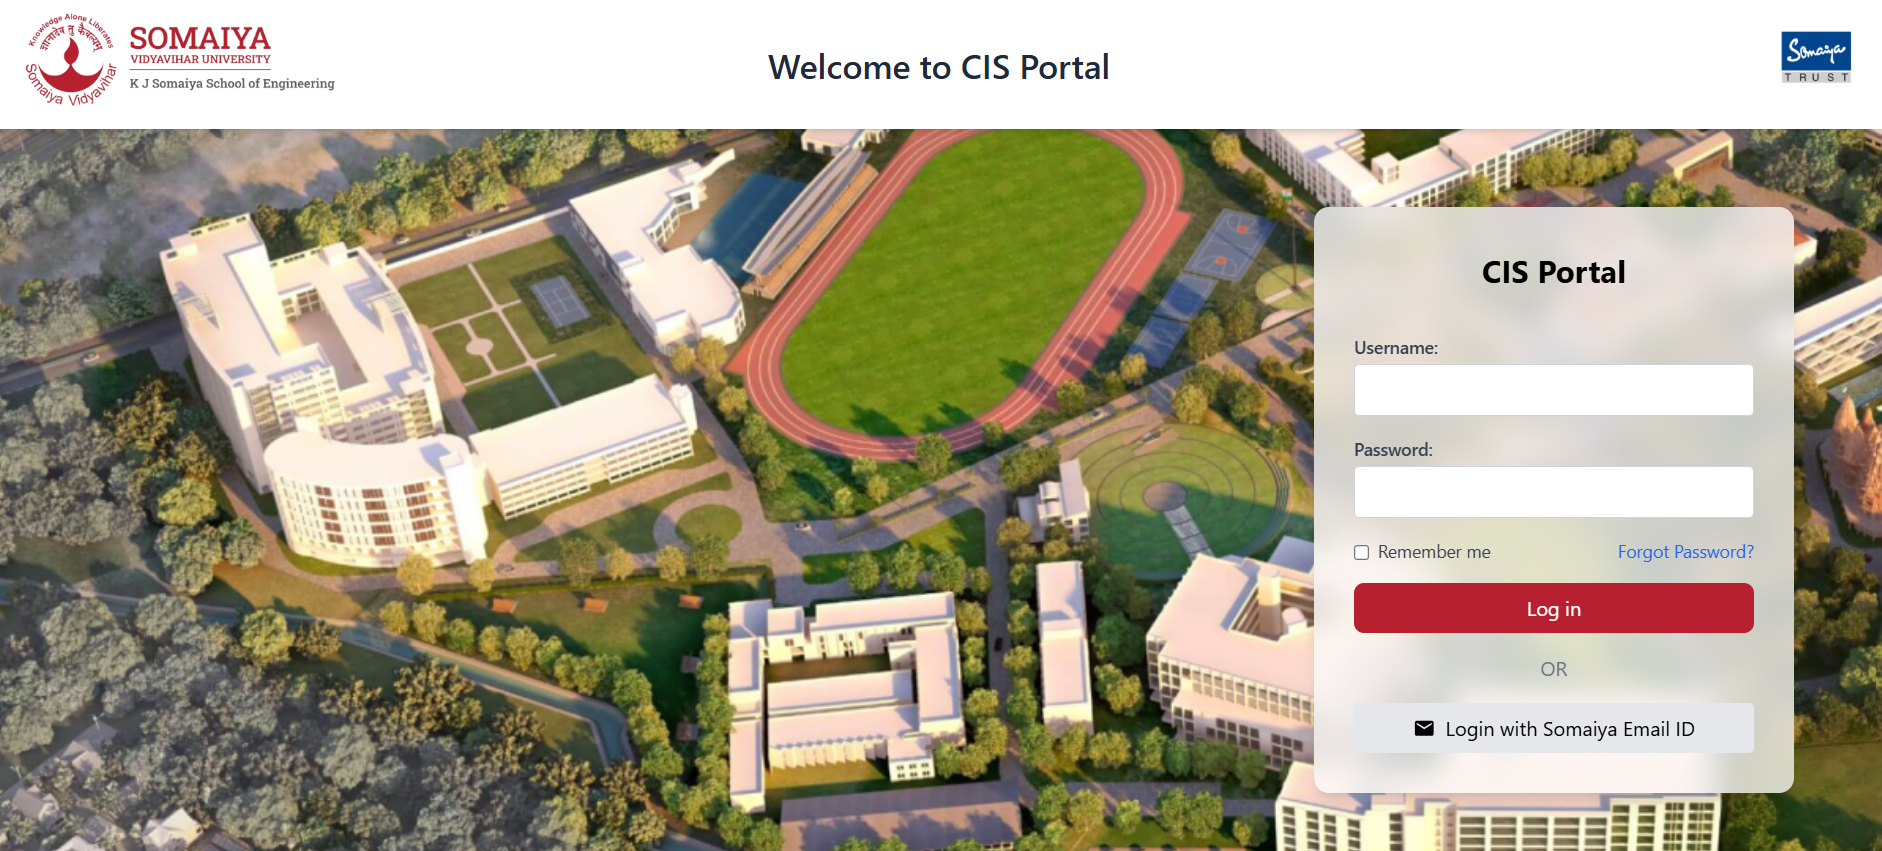 Knowledge Alone Liberates
ज्ञानादेव तु कैवल्यम्
Somaiya Vidyavihar
SOMAIYA
VIDYAVIHAR UNIVERSITY
K J Somaiya School of Engineering
Welcome to CIS Portal
Somaiya
TRUST
CIS Portal
Username:
Password:
Remember me
Forgot Password?
Log in
OR
Login with Somaiya Email ID